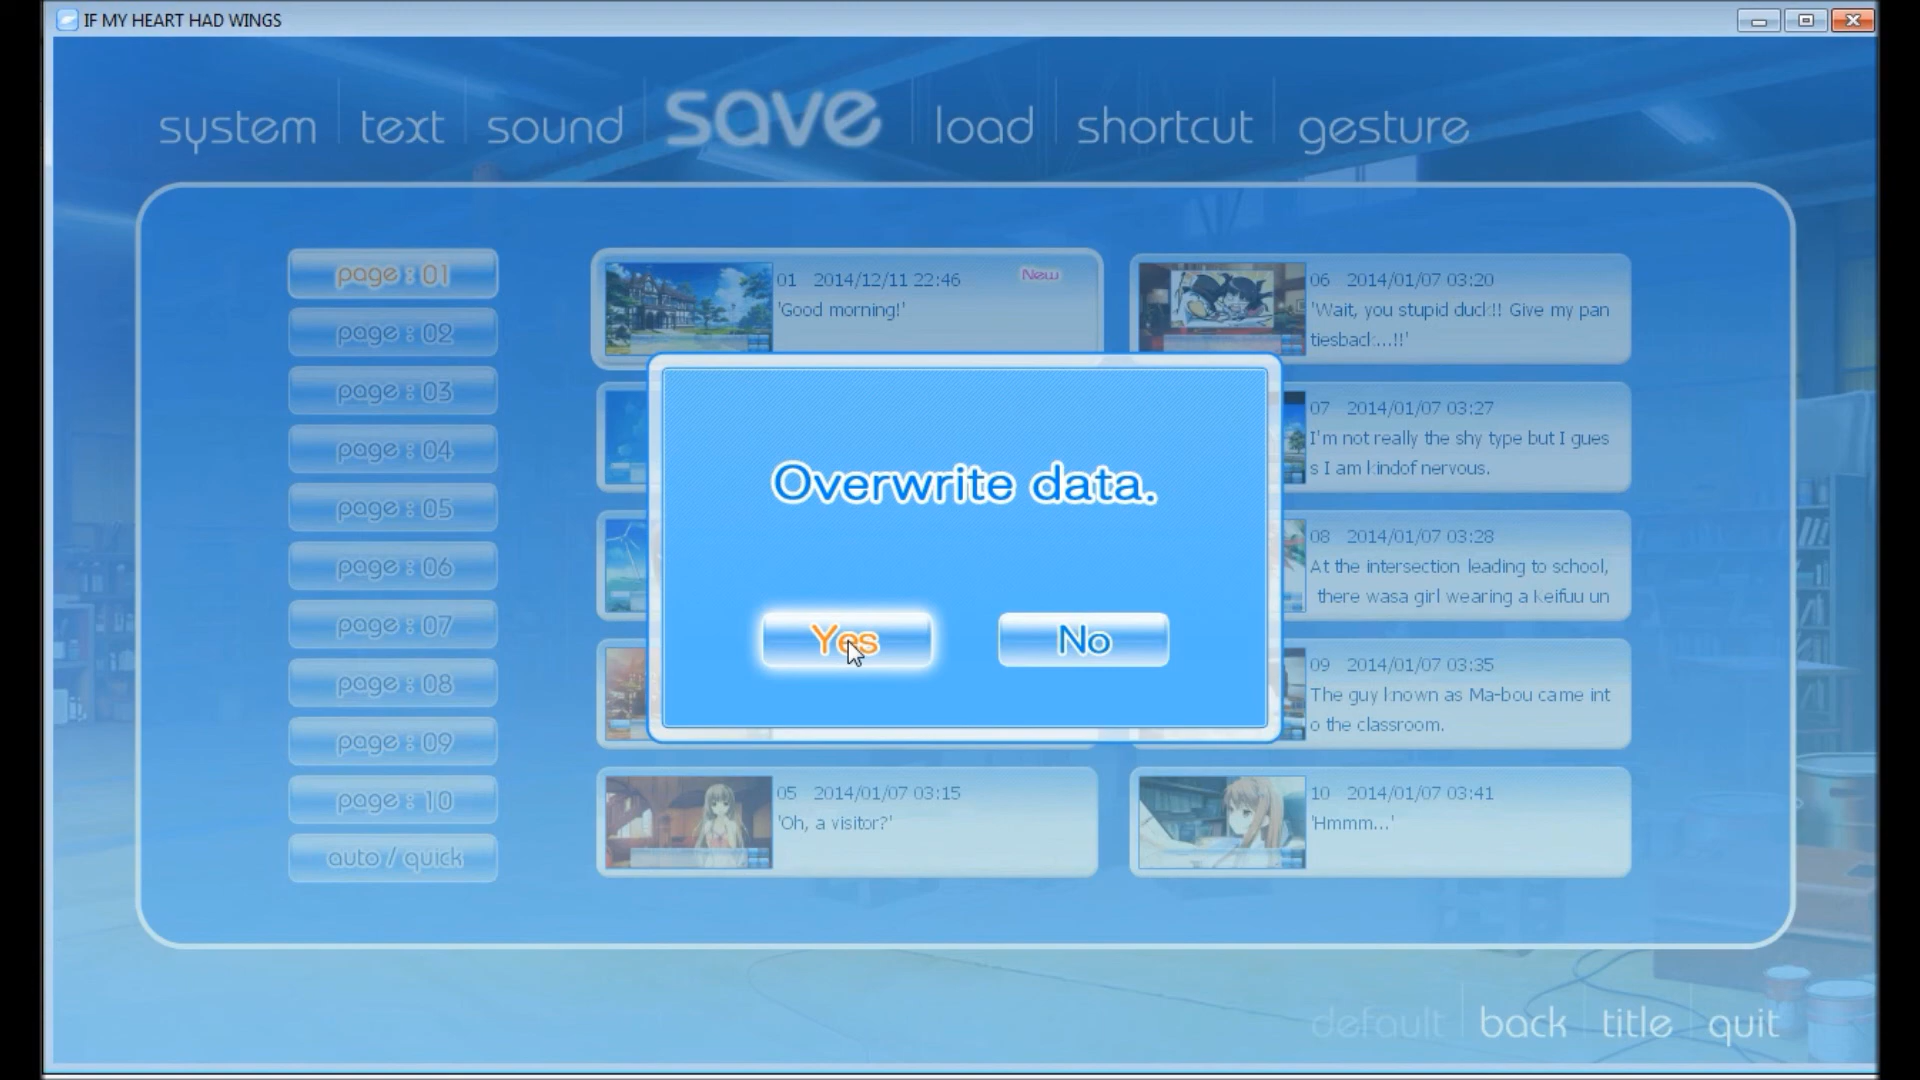 IF MY HEART HAD WINGS
system text sound save load shortcut gesture
page : 01
page : 02
page : 03
page : 04
page : 05
page : 06
page : 07
page : 08
page : 09
page : 10
auto / quick
01 2014/12/11 22:46 New
'Good morning!'
05 2014/01/07 03:15
'Oh, a visitor?'
06 2014/01/07 03:20
'Wait, you stupid duck!! Give my pan
tiesback...!!'
07 2014/01/07 03:27
I'm not really the shy type but I gues
s I am kindof nervous.
08 2014/01/07 03:28
At the intersection leading to school,
there wasa girl wearing a Keifuu un
09 2014/01/07 03:35
The guy known as Ma-bou came int
o the classroom.
10 2014/01/07 03:41
'Hmmm...'
Overwrite data.
Yes No
default back title quit